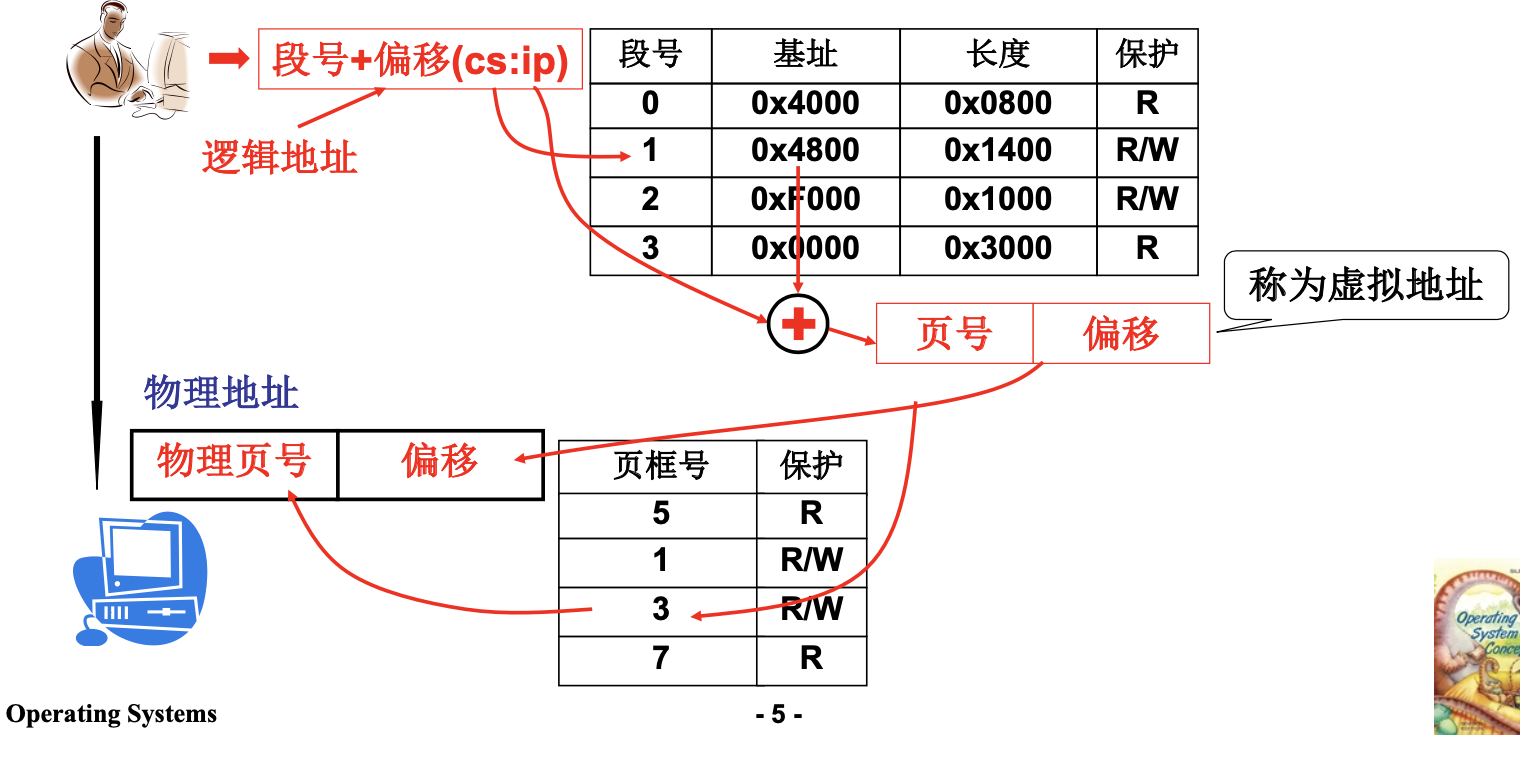 段号+偏移(cs:ip)
逻辑地址
段号 基址 长度 保护
0 0x4000 0x0800 R
1 0x4800 0x1400 R/W
2 0xF000 0x1000 R/W
3 0x0000 0x3000 R
称为虚拟地址
页号 偏移
物理地址
物理页号 偏移
页框号 保护
5 R
1 R/W
3 R/W
7 R
Operating
System
Operating Systems
- 5 -